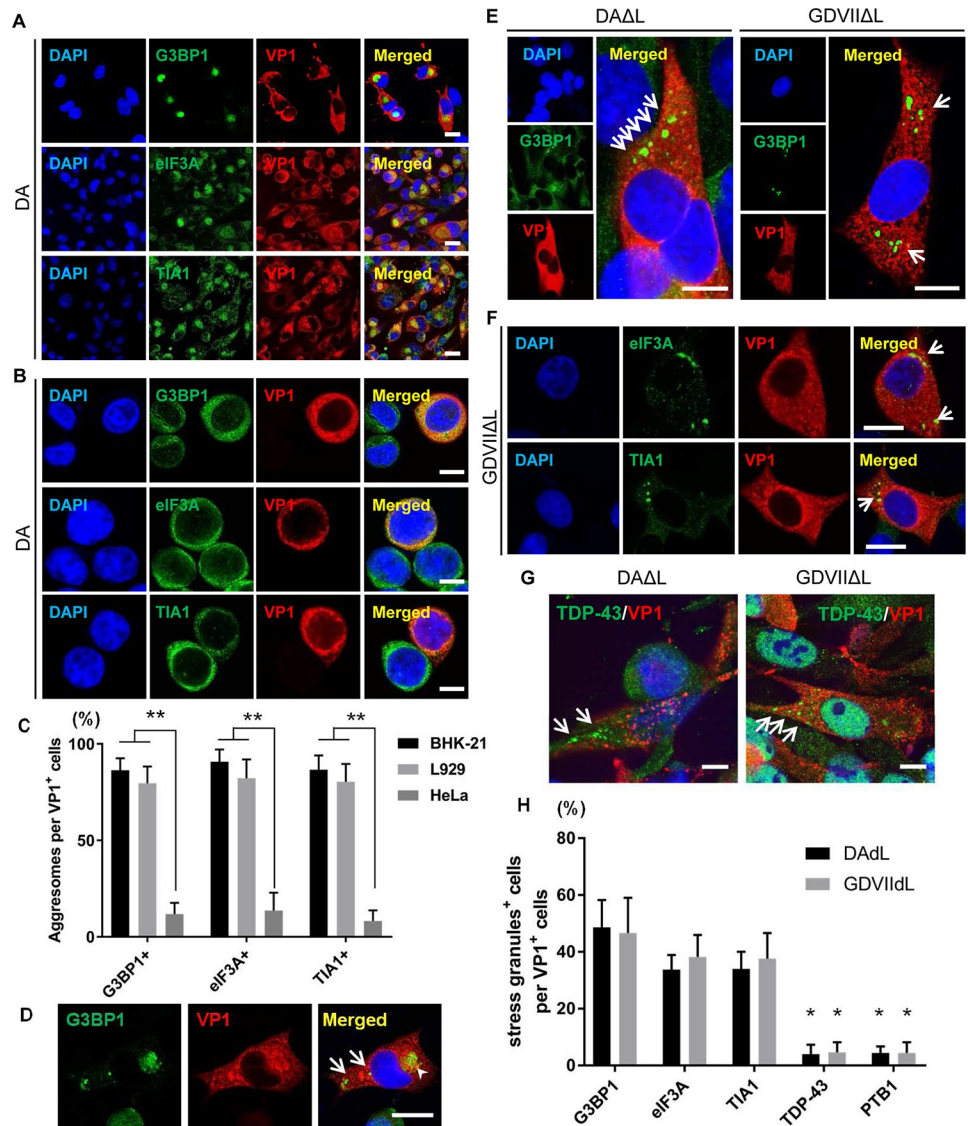 A
DAPI G3BP1 VP1 Merged
eIF3A VP1 Merged
DAPI TIA1 VP1 Merged
DA
B
DAPI G3BP1 VP1 Merged
DAPI eIF3A VP1 Merged
DAPI TIA1 VP1 Merged
DA
C
(%)
Aggresomes per VP1+ cells
100
50
0
** ** **
BHK-21
L929
HeLa
G3BP1+ eIF3A+ TIA1+
D
G3BP1 VP1 Merged
E
DAΔL GDVIIΔL
DAPI Merged DAPI Merged
G3BP1 G3BP1
VP1 VP1
F
DAPI eIF3A VP1 Merged
DAPI TIA1 VP1 Merged
GDVIIΔL
G
DAΔL GDVIIΔL
TDP-43/VP1 TDP-43/VP1
H
(%)
stress granules+ cells
per VP1+ cells
80
60
40
20
0
DAdL
GDVIIdL
* * * *
G3BP1 eIF3A TIA1 TDP-43 PTB1